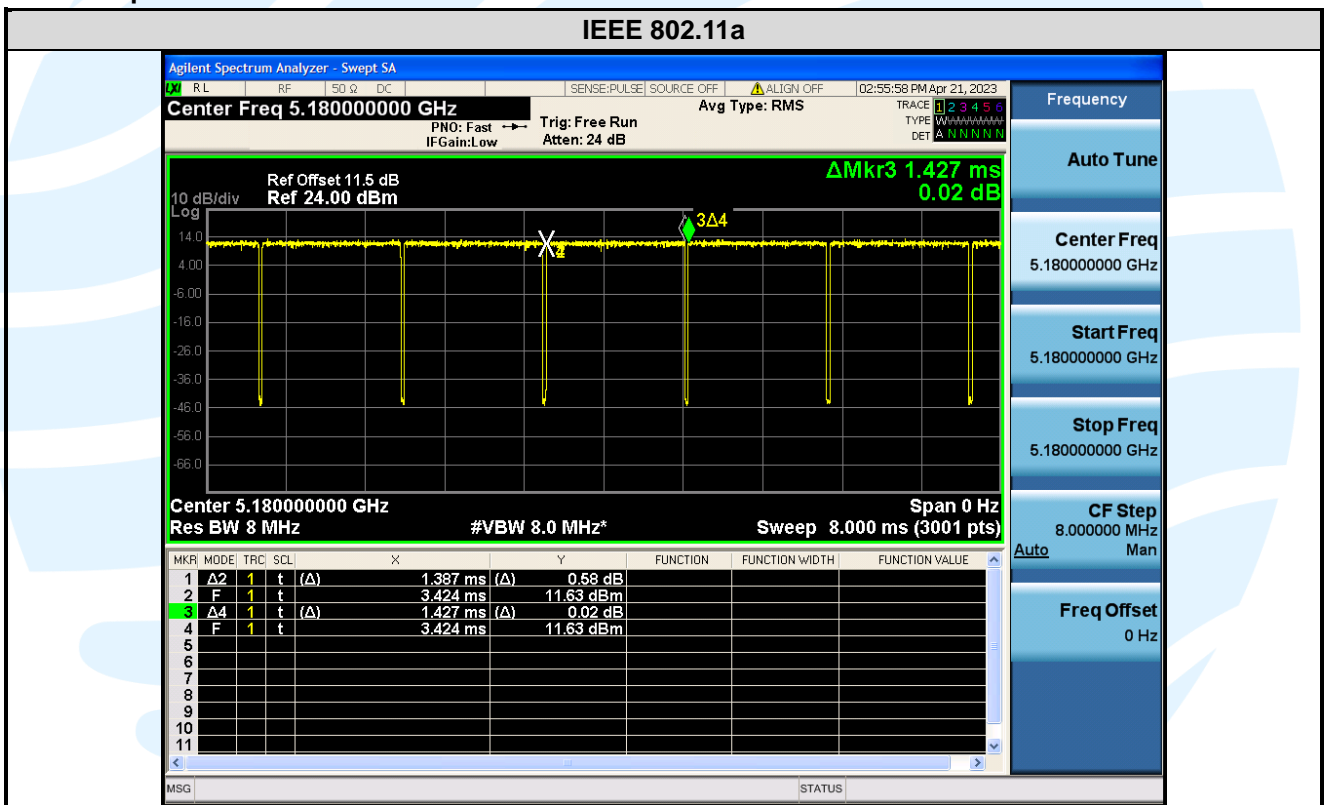 IEEE 802.11a
Agilent Spectrum Analyzer - Swept SA
RL RF 50 Ω DC SENSE:PULSE SOURCE OFF ALIGN OFF 02:55:58 PM Apr 21, 2023
Center Freq 5.180000000 GHz
PNO: Fast
IFGain:Low
Trig: Free Run
Atten: 24 dB
Avg Type: RMS
TRACE 1 2 3 4 5 6
TYPE W
DET A N N N N N
ΔMkr3 1.427 ms
0.02 dB
Ref Offset 11.5 dB
10 dB/div Ref 24.00 dBm
Log
3Δ4
14.0
4.00
-6.00
-16.0
-26.0
-36.0
-46.0
-56.0
-66.0
Center 5.180000000 GHz Span 0 Hz
Res BW 8 MHz #VBW 8.0 MHz* Sweep 8.000 ms (3001 pts)
MKR MODE TRC SCL X Y FUNCTION FUNCTION WIDTH FUNCTION VALUE
1 Δ2 1 t (Δ) 1.387 ms (Δ) 0.58 dB
2 F 1 t 3.424 ms 11.63 dBm
3 Δ4 1 t (Δ) 1.427 ms (Δ) 0.02 dB
4 F 1 t 3.424 ms 11.63 dBm
5
6
7
8
9
10
11
MSG STATUS
Frequency
Auto Tune
Center Freq
5.180000000 GHz
Start Freq
5.180000000 GHz
Stop Freq
5.180000000 GHz
CF Step
8.000000 MHz
Auto Man
Freq Offset
0 Hz